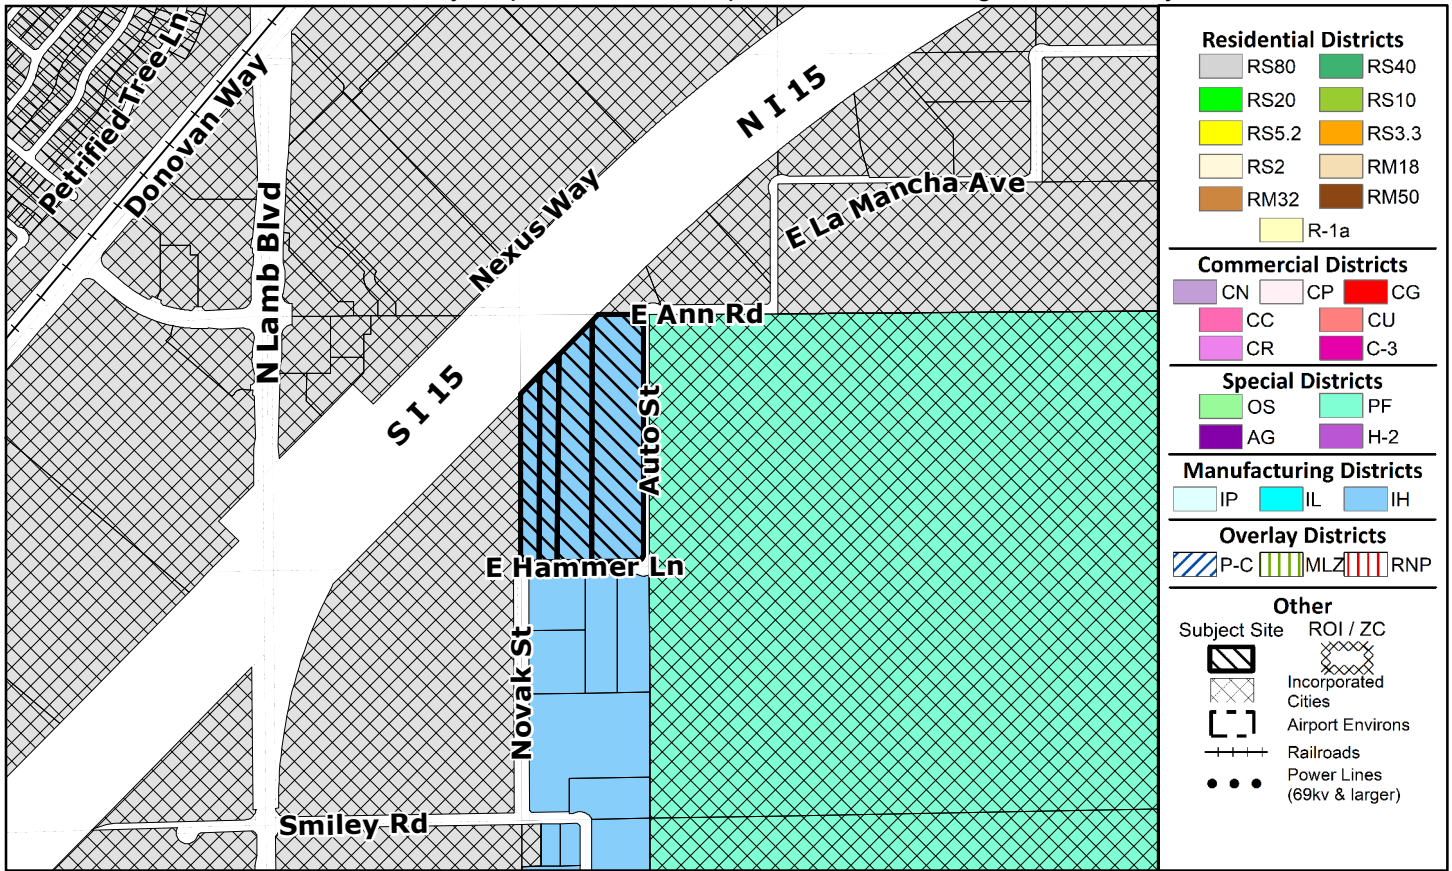 Petrified Tree Ln
Donovan Way
N Lamb Blvd
Nexus Way
N I 15
E La Mancha Ave
E Ann Rd
S I 15
Auto St
E Hammer Ln
Novak St
Smiley Rd
Residential Districts
RS80 RS40
RS20 RS10
RS5.2 RS3.3
RS2 RM18
RM32 RM50
R-1a
Commercial Districts
CN CP CG
CC CU
CR C-3
Special Districts
OS PF
AG H-2
Manufacturing Districts
IP IL IH
Overlay Districts
P-C MLZ RNP
Other
Subject Site ROI / ZC
Incorporated
Cities
Airport Environs
Railroads
Power Lines
(69kv & larger)